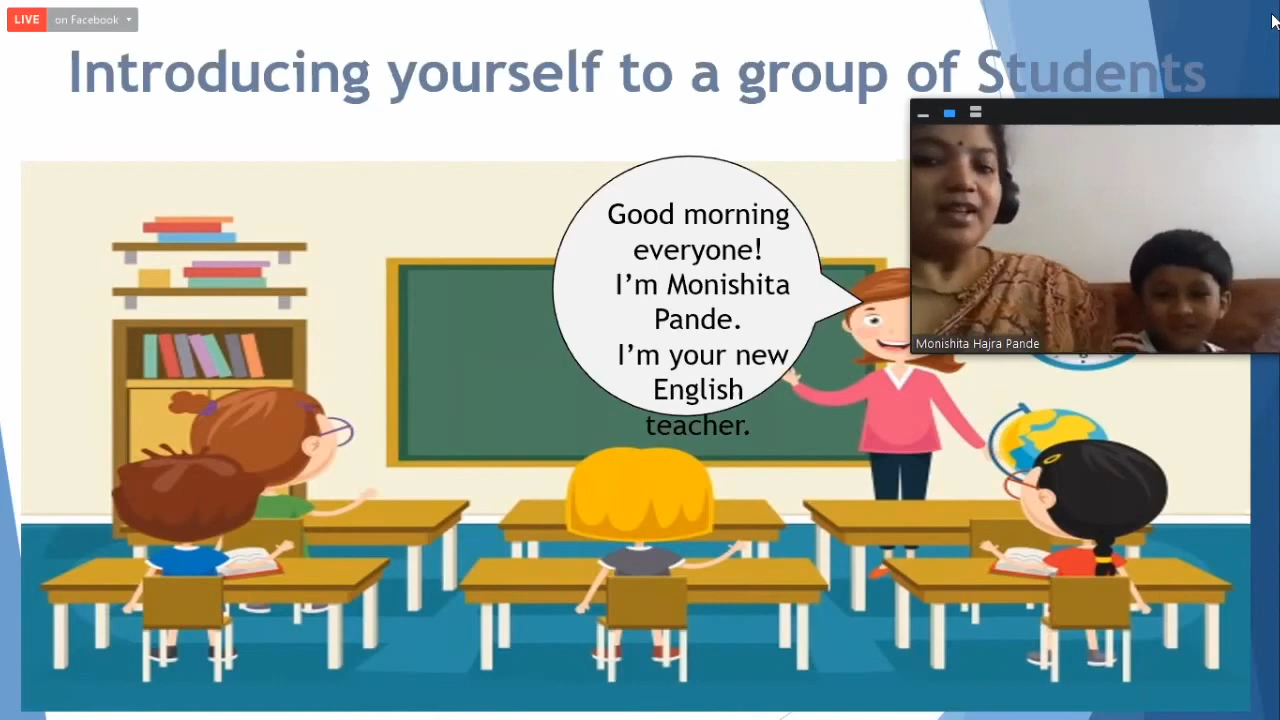 LIVE on Facebook
Introducing yourself to a group of Students
Good morning
everyone!
I'm Monishita
Pande.
I'm your new
English
teacher.
Monishita Hajra Pande